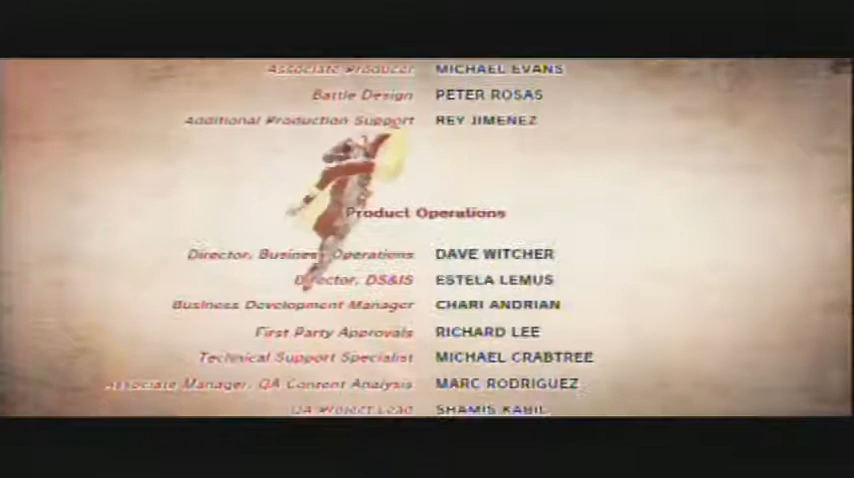 Associate Producer MICHAEL EVANS
Battle Design PETER ROSAS
Additional Production Support REY JIMENEZ
Product Operations
Director, Business Operations DAVE WITCHER
Director, DS&IS ESTELA LEMUS
Business Development Manager CHARI ANDRIAN
First Party Approvals RICHARD LEE
Technical Support Specialist MICHAEL CRABTREE
Associate Manager, QA Content Analysis MARC RODRIGUEZ
QA Project Lead SHAMIS KABIL